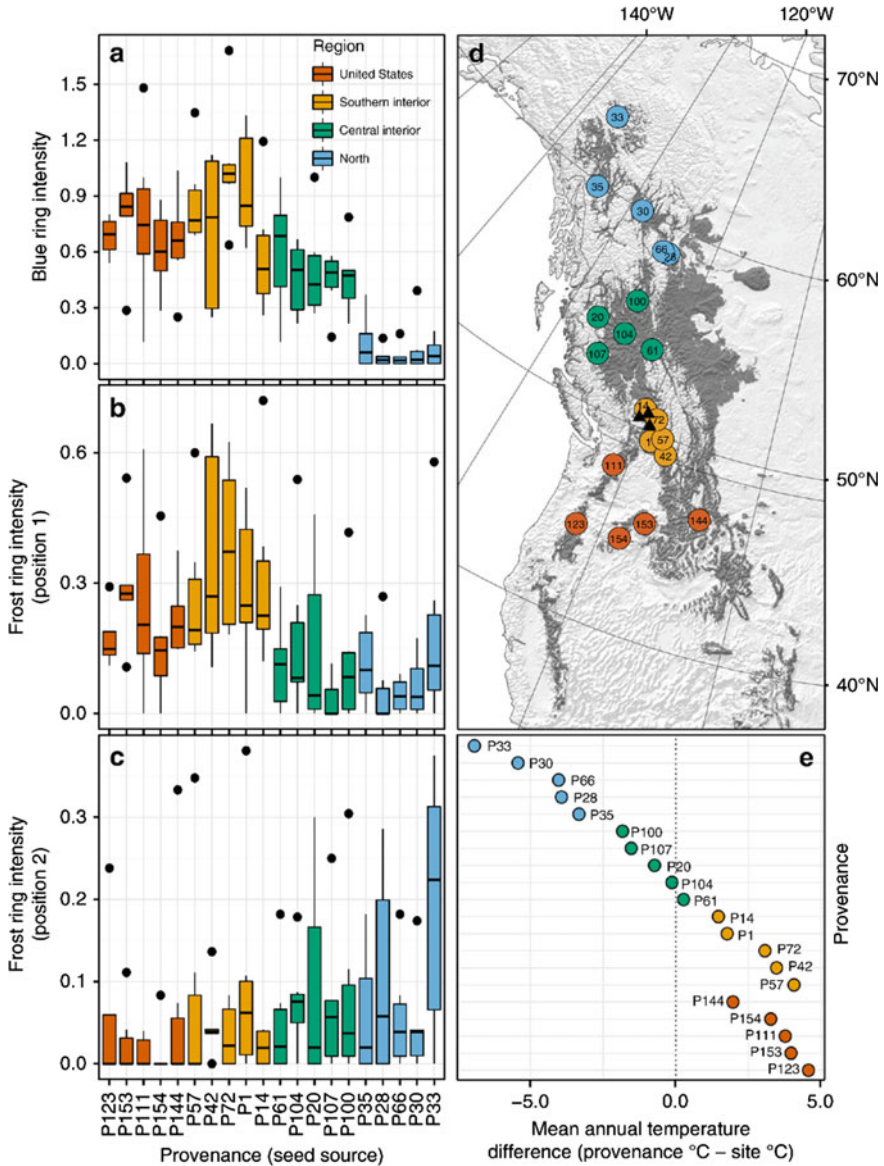 a
Region
United States
Southern interior
Central interior
North
Blue ring intensity
1.5
1.2
0.9
0.6
0.3
0.0
b
Frost ring intensity
(position 1)
0.6
0.3
0.0
c
Frost ring intensity
(position 2)
0.3
0.2
0.1
0.0
P123
P153
P111
P154
P144
P57
P42
P72
P1
P14
P61
P104
P20
P107
P100
P35
P28
P66
P30
P33
Provenance (seed source)
d
140°W
120°W
70°N
60°N
50°N
40°N
33
35
30
66
28
100
20
104
107
61
14
72
1
57
42
111
123
153
144
154
e
P33
P30
P66
P28
P35
P100
P107
P20
P104
P61
P14
P1
P72
P42
P57
P144
P154
P111
P153
P123
Provenance
−5.0
0.0
5.0
Mean annual temperature
difference (provenance °C – site °C)